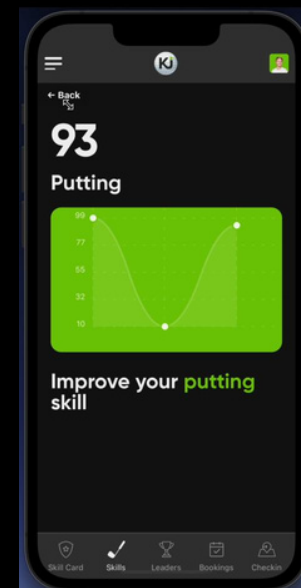 KJ
← Back
93
Putting
99
77
55
32
10
Improve your putting
skill
Skill Card Skills Leaders Bookings Checkin